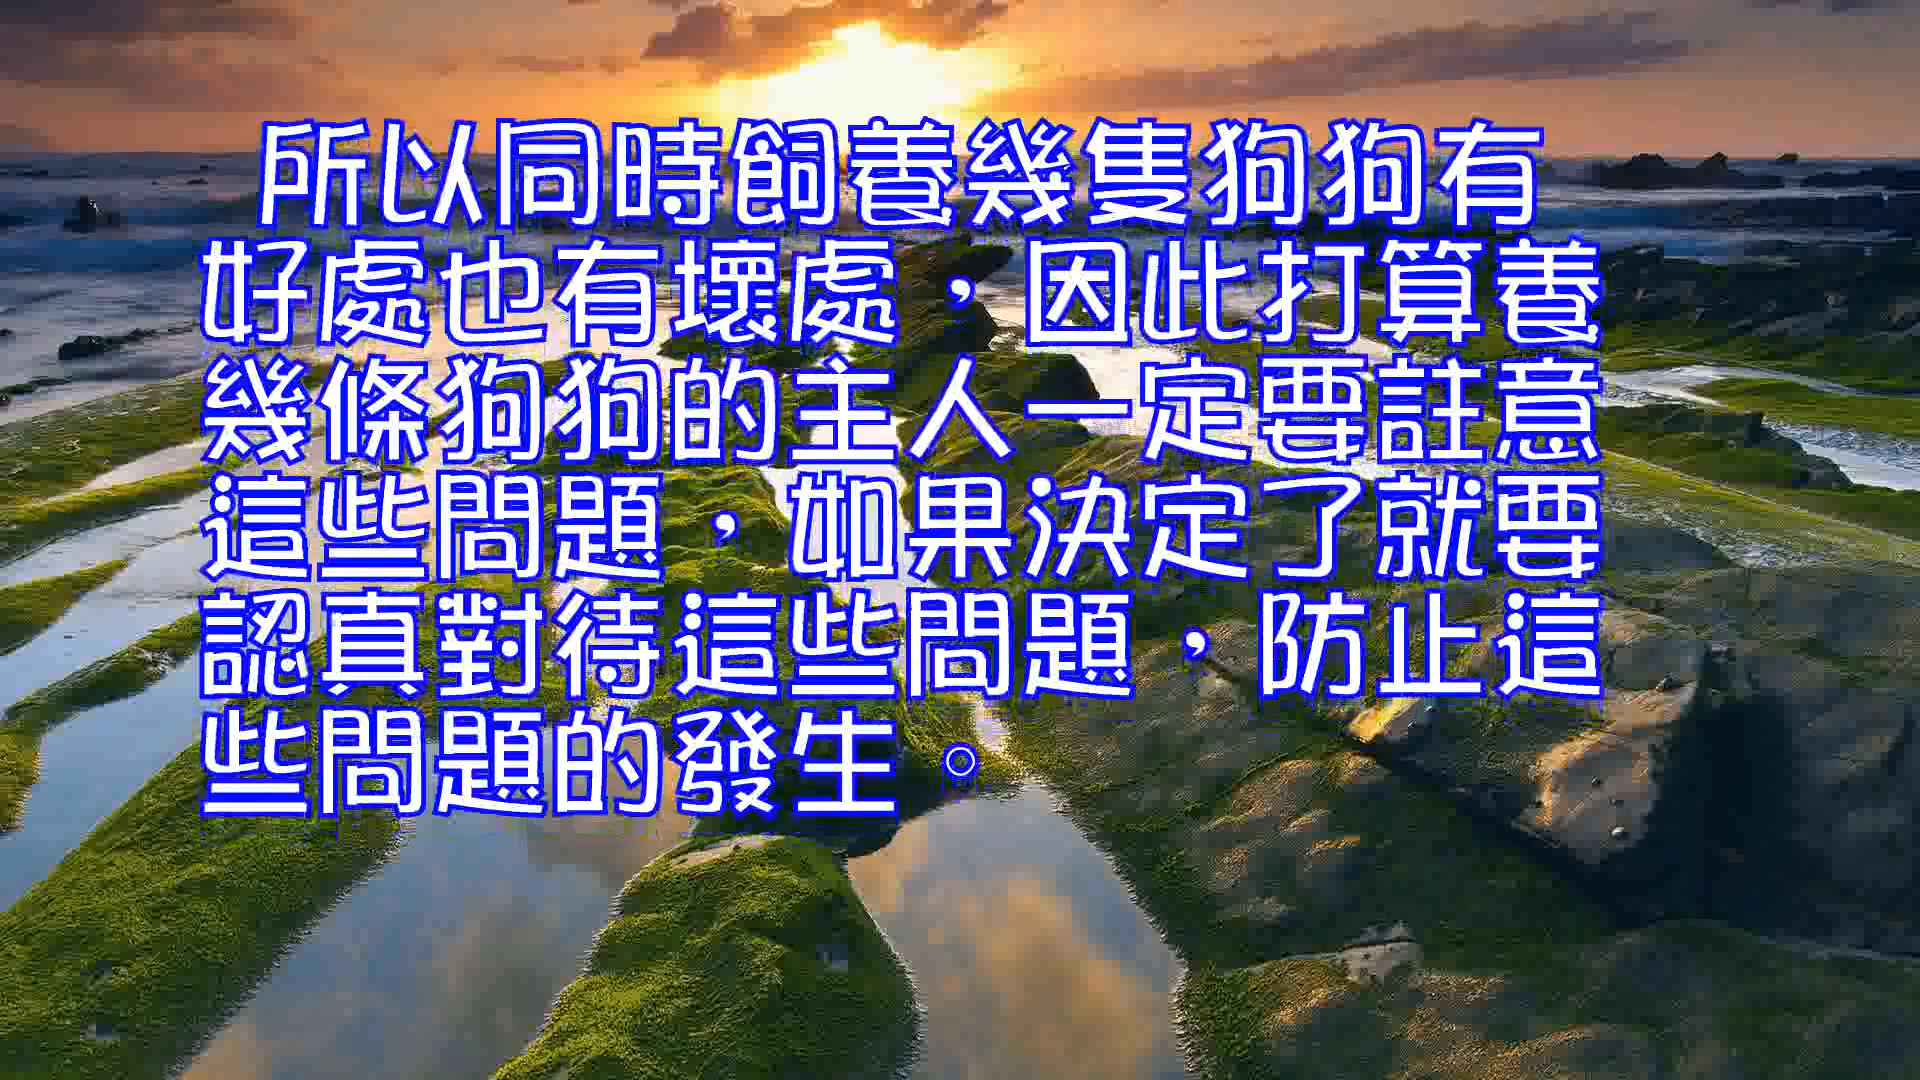 所以同時飼養幾隻狗狗有
好處也有壞處，因此打算養
幾條狗狗的主人一定要註意
這些問題，如果決定了就要
認真對待這些問題，防止這
些問題的發生。